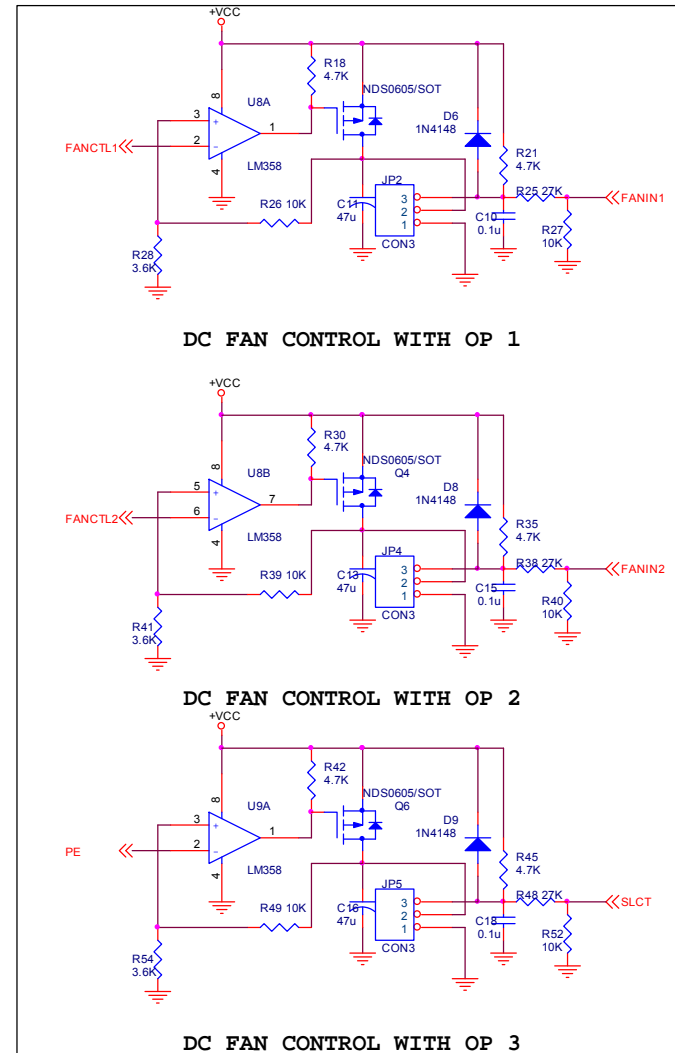 +VCC
R18
4.7K
NDS0605/SOT
8
U8A
D6
1N4148
3
+
1
R21
4.7K
FANCTL1
2
-
LM358
4
JP2
R25 27K
FANIN1
R26 10K
C11
47u
3
2
1
C10
0.1u
R27
10K
CON3
R28
3.6K
DC FAN CONTROL WITH OP 1
+VCC
R30
4.7K
NDS0605/SOT
Q4
8
U8B
D8
1N4148
5
+
7
R35
4.7K
FANCTL2
6
-
LM358
4
JP4
R38 27K
FANIN2
R39 10K
C13
47u
3
2
1
C15
0.1u
R40
10K
CON3
R41
3.6K
DC FAN CONTROL WITH OP 2
+VCC
R42
4.7K
NDS0605/SOT
Q6
8
U9A
D9
1N4148
3
+
1
R45
4.7K
PE
2
-
LM358
4
JP5
R48 27K
SLCT
R49 10K
C16
47u
3
2
1
C18
0.1u
R52
10K
CON3
R54
3.6K
DC FAN CONTROL WITH OP 3